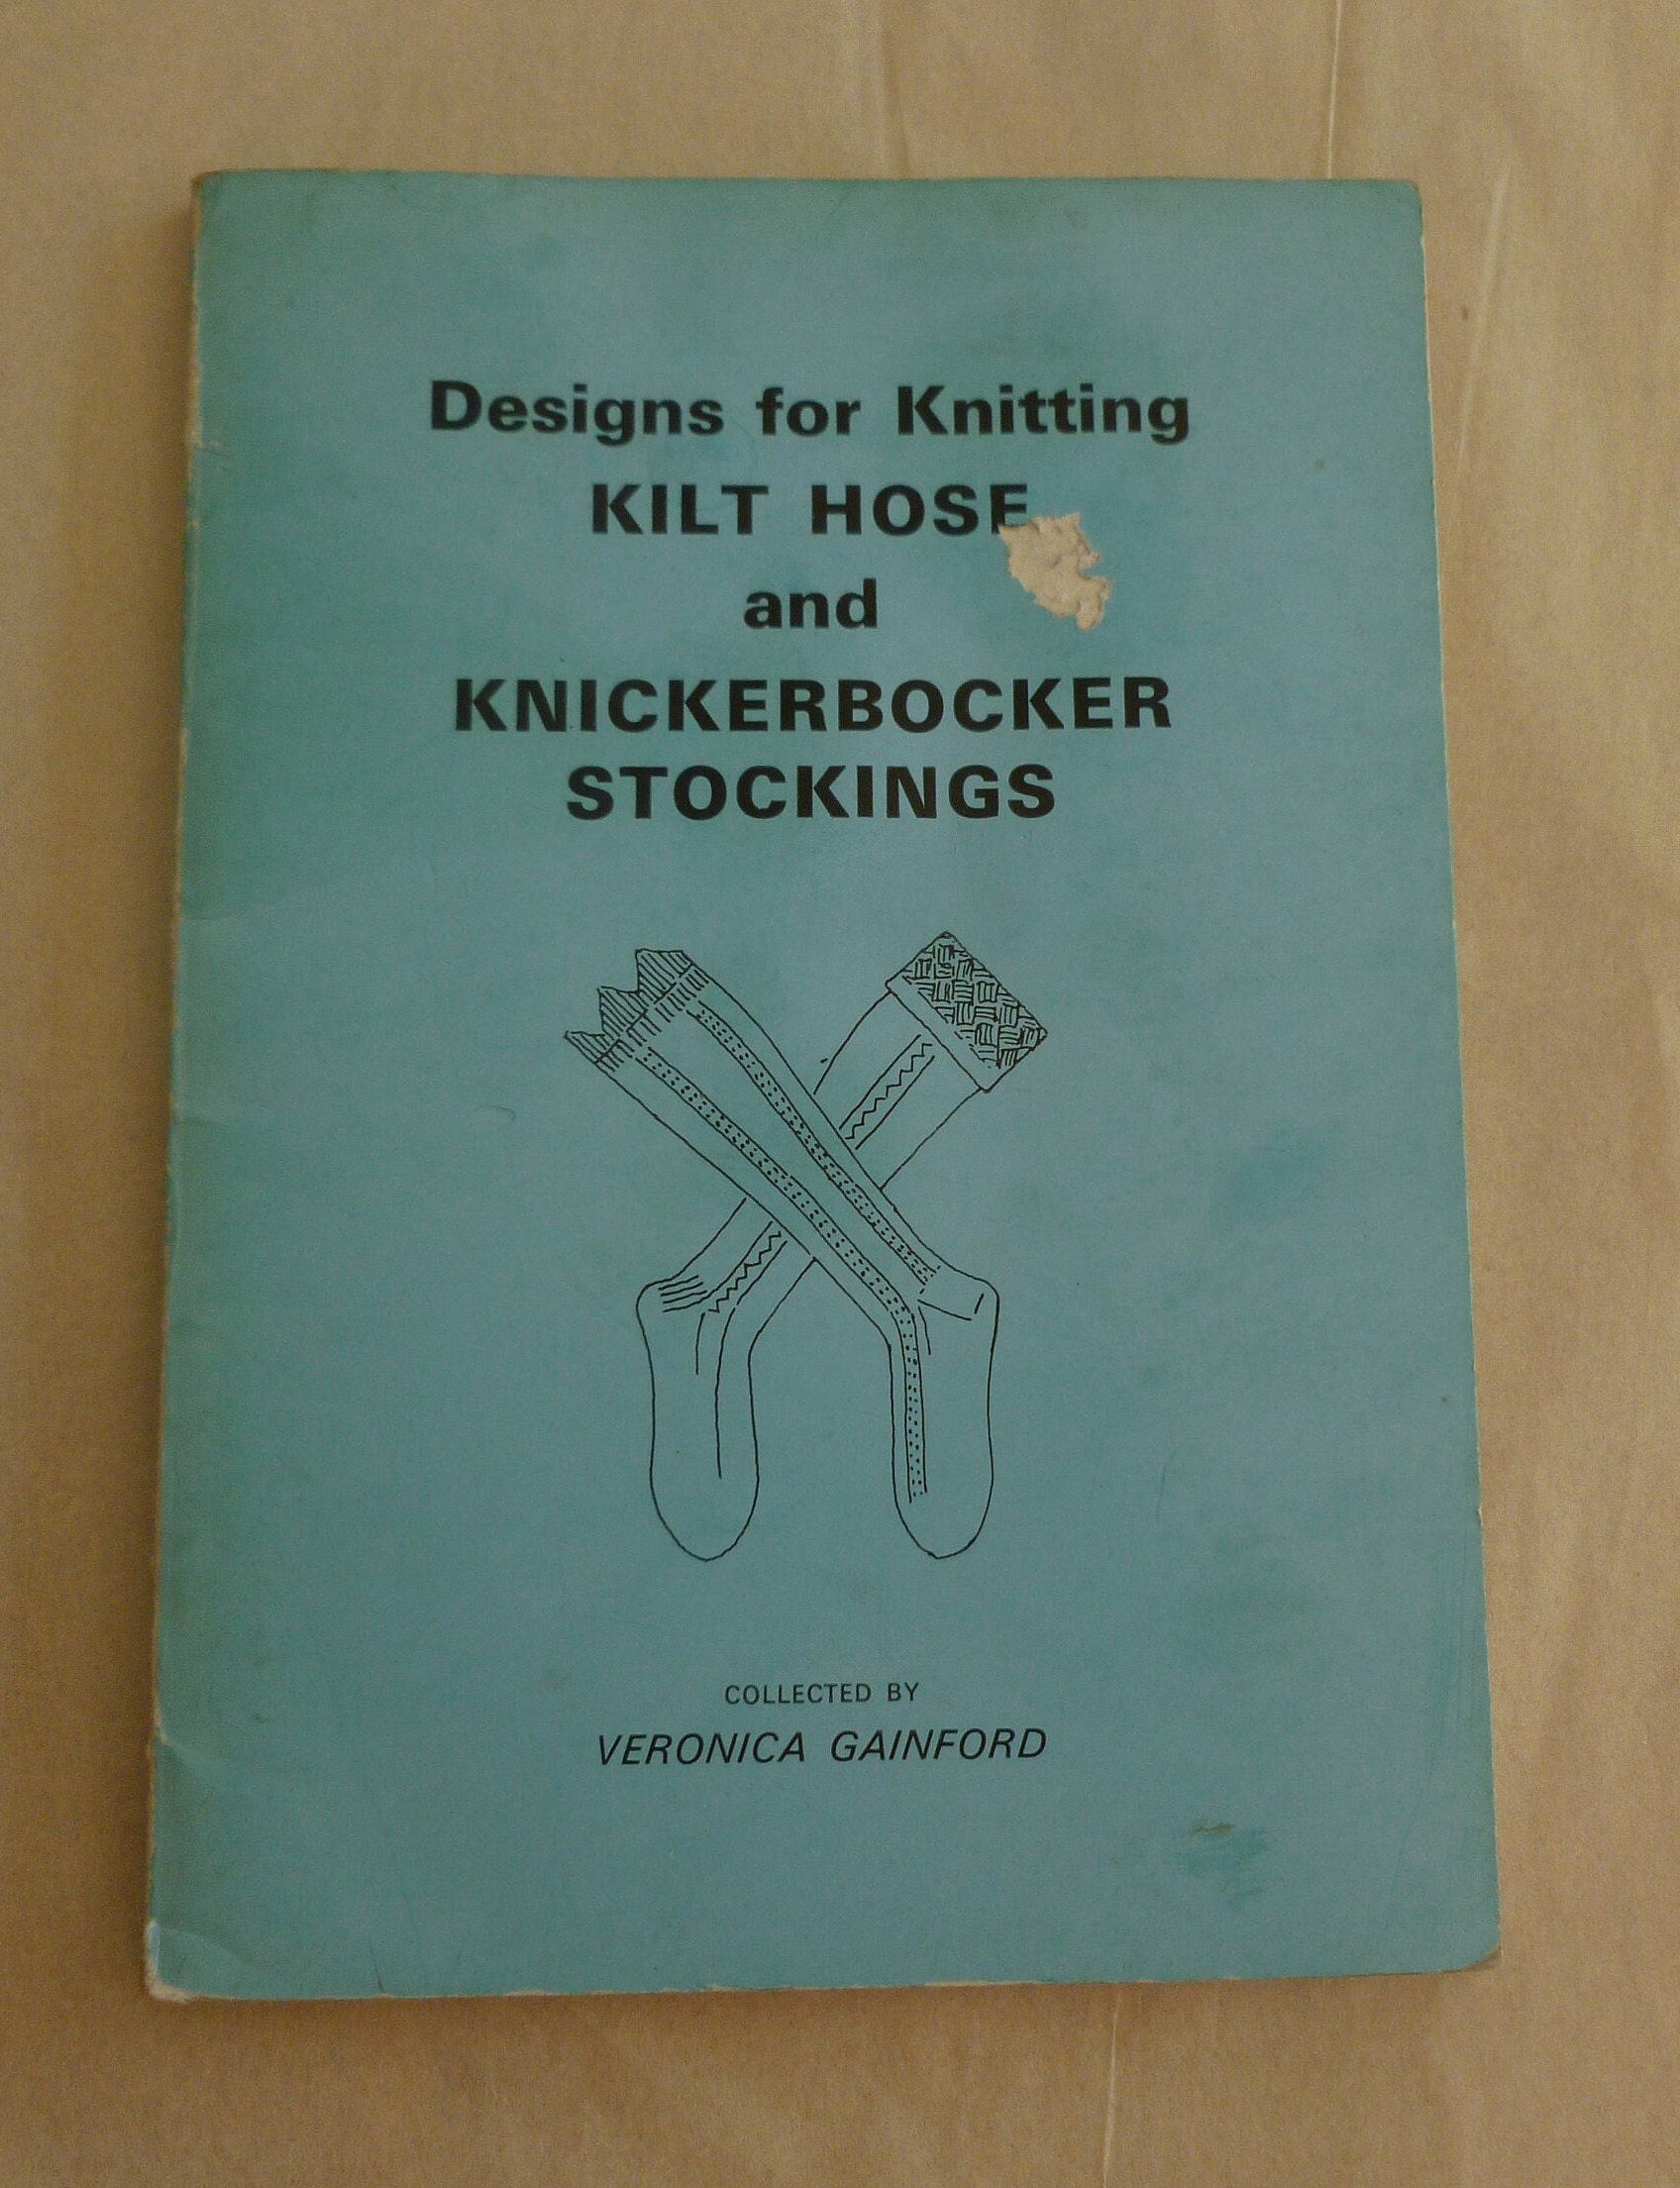 Designs for Knitting
KILT HOSE
and
KNICKERBOCKER
STOCKINGS
COLLECTED BY
VERONICA GAINFORD